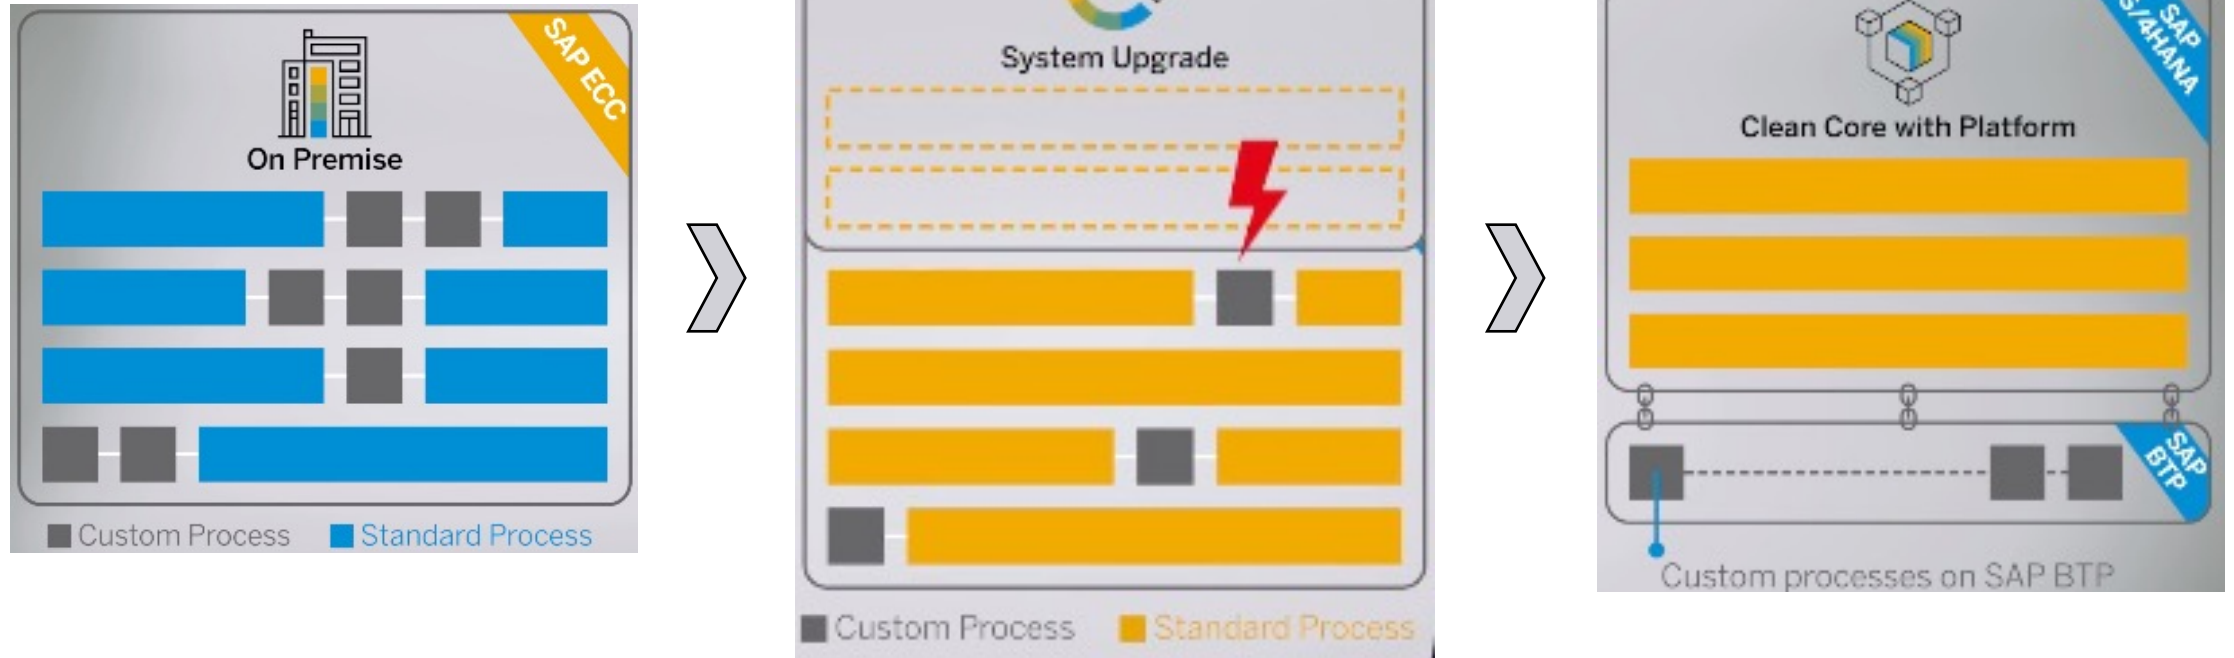 SAP ECC
On Premise
Custom Process
Standard Process
System Upgrade
Custom Process
Standard Process
SAP
S/4HANA
Clean Core with Platform
SAP
BTP
Custom processes on SAP BTP